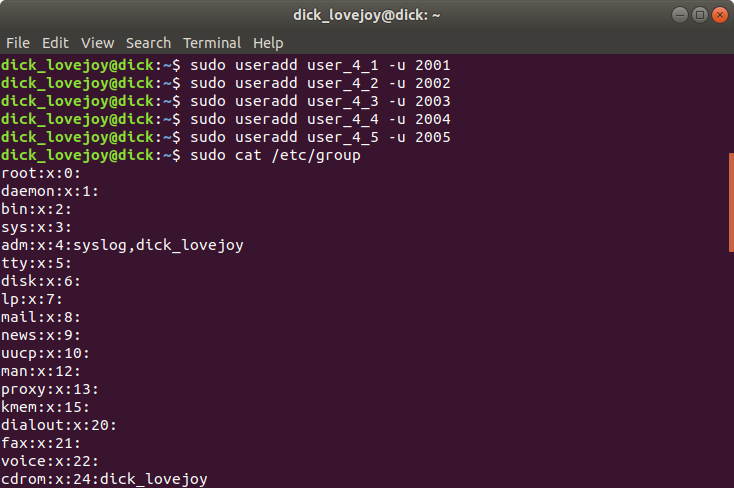 dick_lovejoy@dick: ~
File Edit View Search Terminal Help
dick_lovejoy@dick:~$ sudo useradd user_4_1 -u 2001
dick_lovejoy@dick:~$ sudo useradd user_4_2 -u 2002
dick_lovejoy@dick:~$ sudo useradd user_4_3 -u 2003
dick_lovejoy@dick:~$ sudo useradd user_4_4 -u 2004
dick_lovejoy@dick:~$ sudo useradd user_4_5 -u 2005
dick_lovejoy@dick:~$ sudo cat /etc/group
root:x:0:
daemon:x:1:
bin:x:2:
sys:x:3:
adm:x:4:syslog,dick_lovejoy
tty:x:5:
disk:x:6:
lp:x:7:
mail:x:8:
news:x:9:
uucp:x:10:
man:x:12:
proxy:x:13:
kmem:x:15:
dialout:x:20:
fax:x:21:
voice:x:22:
cdrom:x:24:dick_lovejoy